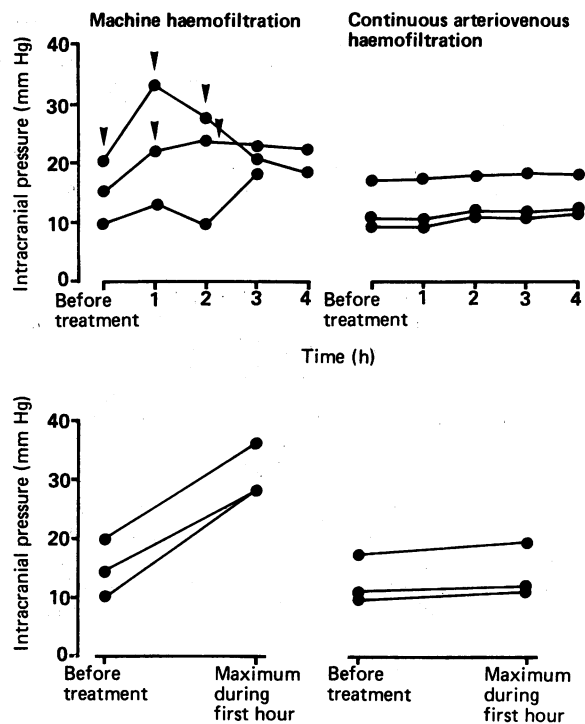 Machine haemofiltration
Continuous arteriovenous
haemofiltration
Intracranial pressure (mm Hg)
40
30
20
10
0
Before
treatment
1
2
3
4
Before
treatment
1
2
3
4
Time (h)
Intracranial pressure (mm Hg)
40
30
20
10
0
Before
treatment
Maximum
during
first hour
Before
treatment
Maximum
during
first hour